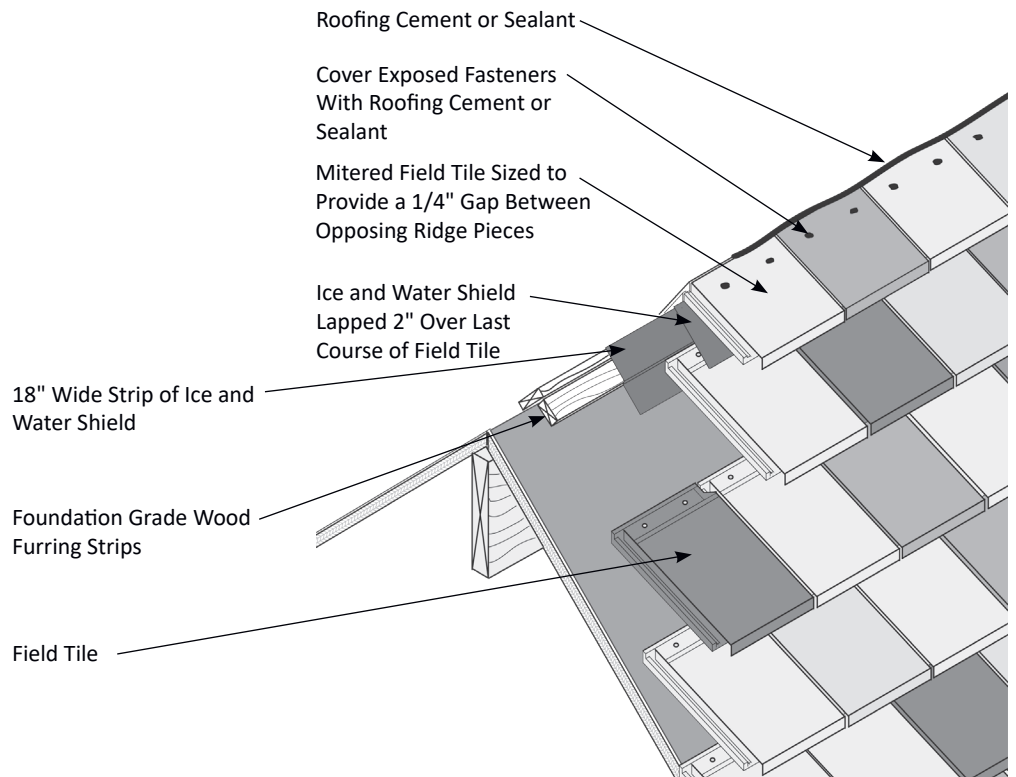 Roofing Cement or Sealant
Cover Exposed Fasteners
With Roofing Cement or
Sealant
Mitered Field Tile Sized to
Provide a 1/4" Gap Between
Opposing Ridge Pieces
Ice and Water Shield
Lapped 2" Over Last
Course of Field Tile
18" Wide Strip of Ice and
Water Shield
Foundation Grade Wood
Furring Strips
Field Tile